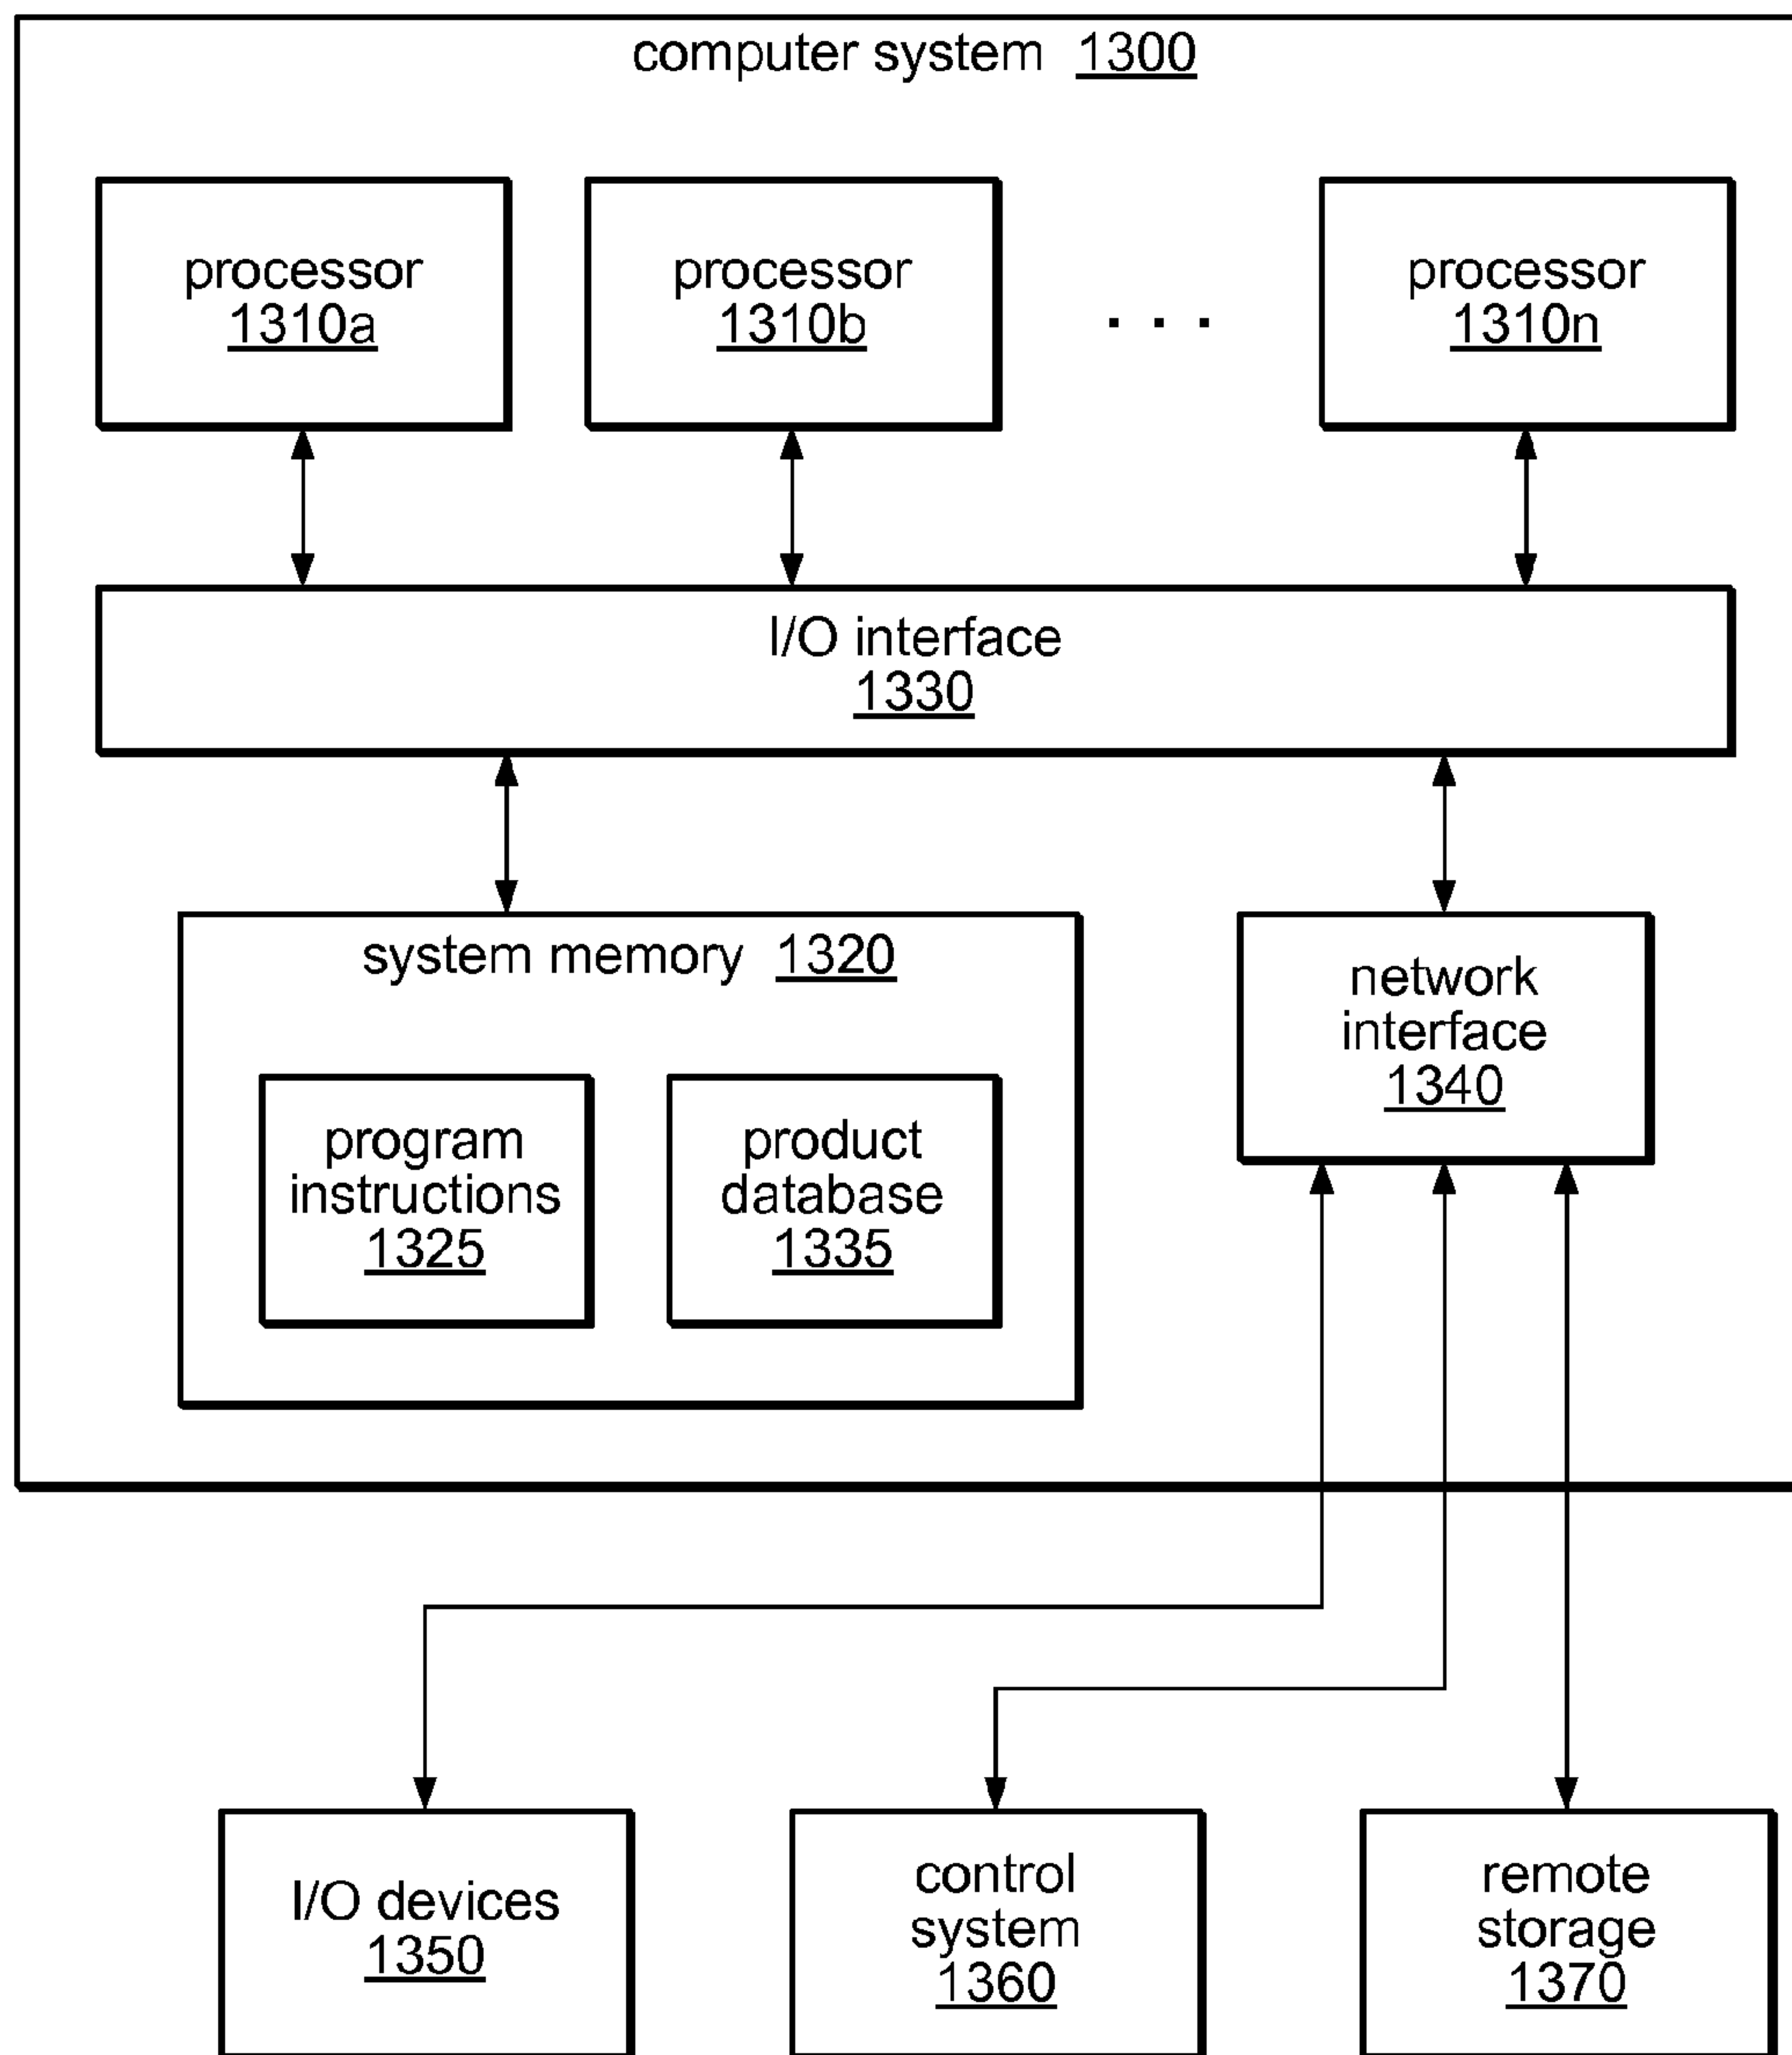 computer system 1300
processor
1310a
processor
1310b
. . .
processor
1310n
I/O interface
1330
system memory 1320
program
instructions
1325
product
database
1335
network
interface
1340
I/O devices
1350
control
system
1360
remote
storage
1370